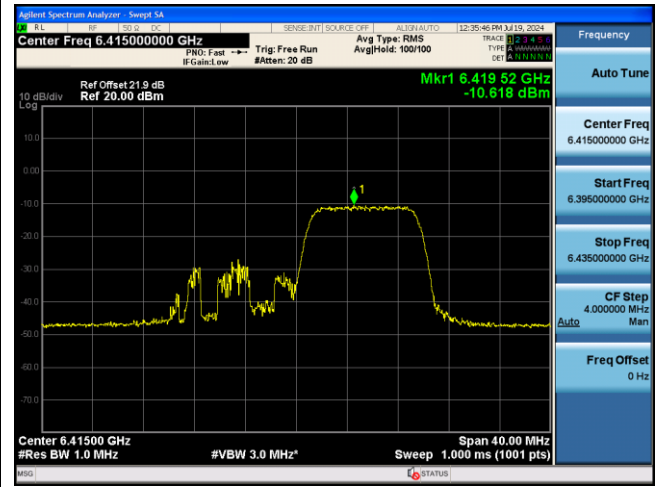 Agilent Spectrum Analyzer - Swept SA
RL RF 50 Ω DC SENSE:INT SOURCE OFF ALIGN AUTO 12:35:46 PM Jul 19, 2024
Center Freq 6.415000000 GHz
PNO: Fast
IFGain:Low
Trig: Free Run
#Atten: 20 dB
Avg Type: RMS
Avg|Hold: 100/100
TRACE 1 2 3 4 5 6
TYPE A WWWWW
DET A N N N N N
Ref Offset 21.9 dB
Ref 20.00 dBm
10 dB/div
Log
Mkr1 6.419 52 GHz
-10.618 dBm
10.0
0.00
-10.0
-20.0
-30.0
-40.0
-50.0
-60.0
-70.0
1
Center 6.41500 GHz
#Res BW 1.0 MHz
#VBW 3.0 MHz*
Span 40.00 MHz
Sweep 1.000 ms (1001 pts)
MSG
STATUS
Frequency
Auto Tune
Center Freq
6.415000000 GHz
Start Freq
6.395000000 GHz
Stop Freq
6.435000000 GHz
CF Step
4.000000 MHz
Auto Man
Freq Offset
0 Hz